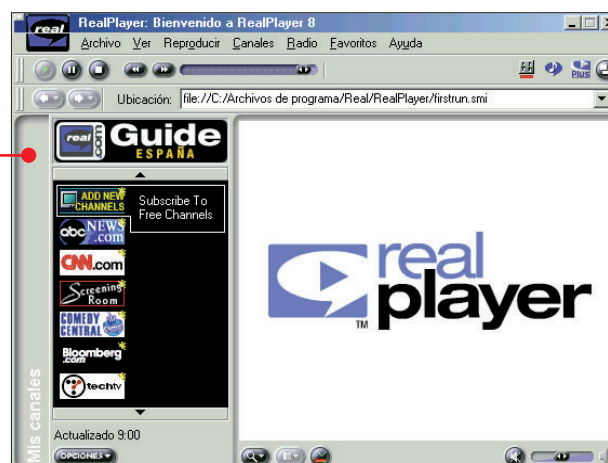 real
RealPlayer: Bienvenido a RealPlayer 8
Archivo Ver Reproducir Canales Radio Favoritos Ayuda
PLUS
Ubicación: file://C:/Archivos de programa/Real/RealPlayer/firstrun.smi
real.com Guide
ESPAÑA
ADD NEW CHANNELS
Subscribe To
Free Channels
abc NEWS.com
CNN.com
Screening Room
COMEDY CENTRAL
Bloomberg.com
techtv
real
player
TM
Mis canales
Actualizado 9:00
OPCIONES